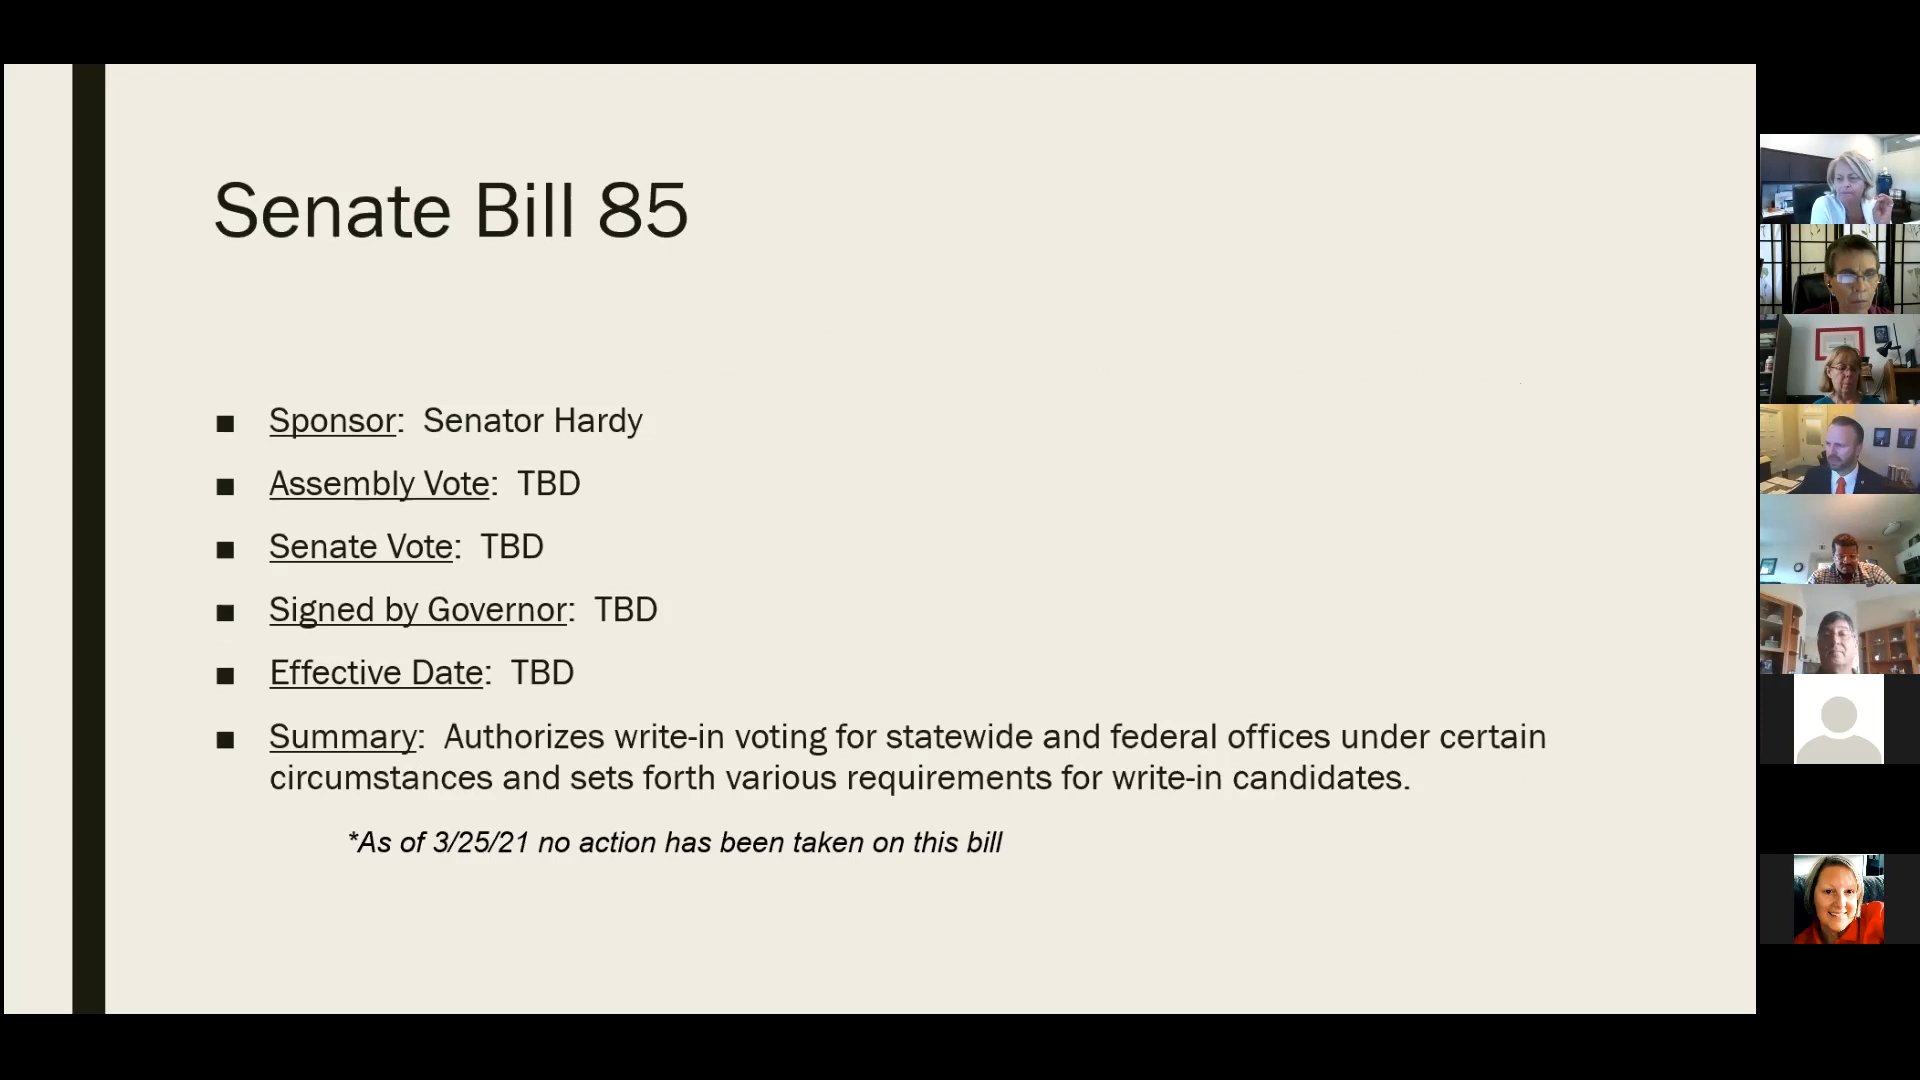 Senate Bill 85
■ Sponsor: Senator Hardy
■ Assembly Vote: TBD
■ Senate Vote: TBD
■ Signed by Governor: TBD
■ Effective Date: TBD
■ Summary: Authorizes write-in voting for statewide and federal offices under certain
circumstances and sets forth various requirements for write-in candidates.
*As of 3/25/21 no action has been taken on this bill